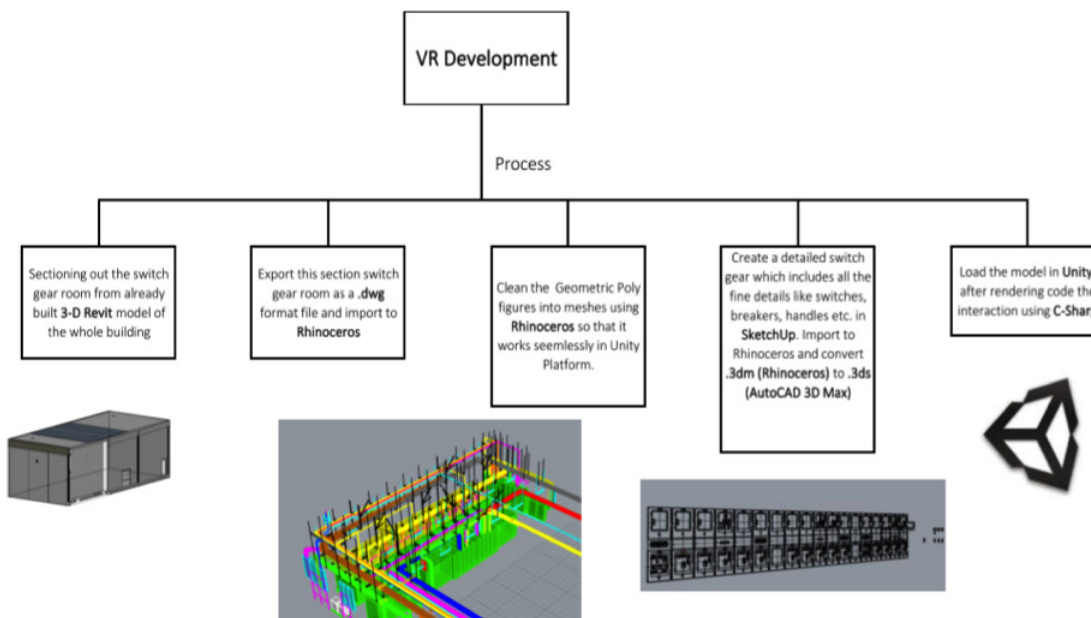 VR Development
Process
Sectioning out the switch
gear room from already
built 3-D Revit model of
the whole building
Export this section switch
gear room as a .dwg
format file and import to
Rhinoceros
Clean the Geometric Poly
figures into meshes using
Rhinoceros so that it
works seemlessly in Unity
Platform.
Create a detailed switch
gear which includes all the
fine details like switches,
breakers, handles etc. in
SketchUp. Import to
Rhinoceros and convert
.3dm (Rhinoceros) to .3ds
(AutoCAD 3D Max)
Load the model in Unity
after rendering code the
interaction using C-Shar